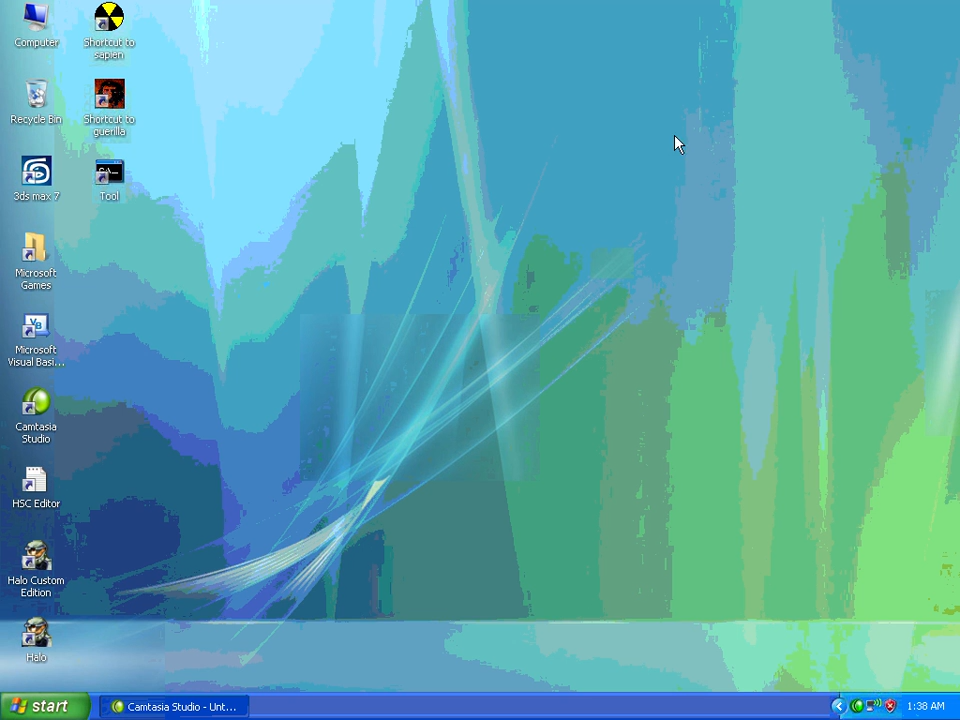 Computer
Shortcut to
sapien
Recycle Bin
Shortcut to
guerilla
3ds max 7
C:\_
Tool
Microsoft
Games
VB
Microsoft
Visual Basi...
Camtasia
Studio
HSC Editor
Halo Custom
Edition
Halo
start
Camtasia Studio - Unt...
1:38 AM